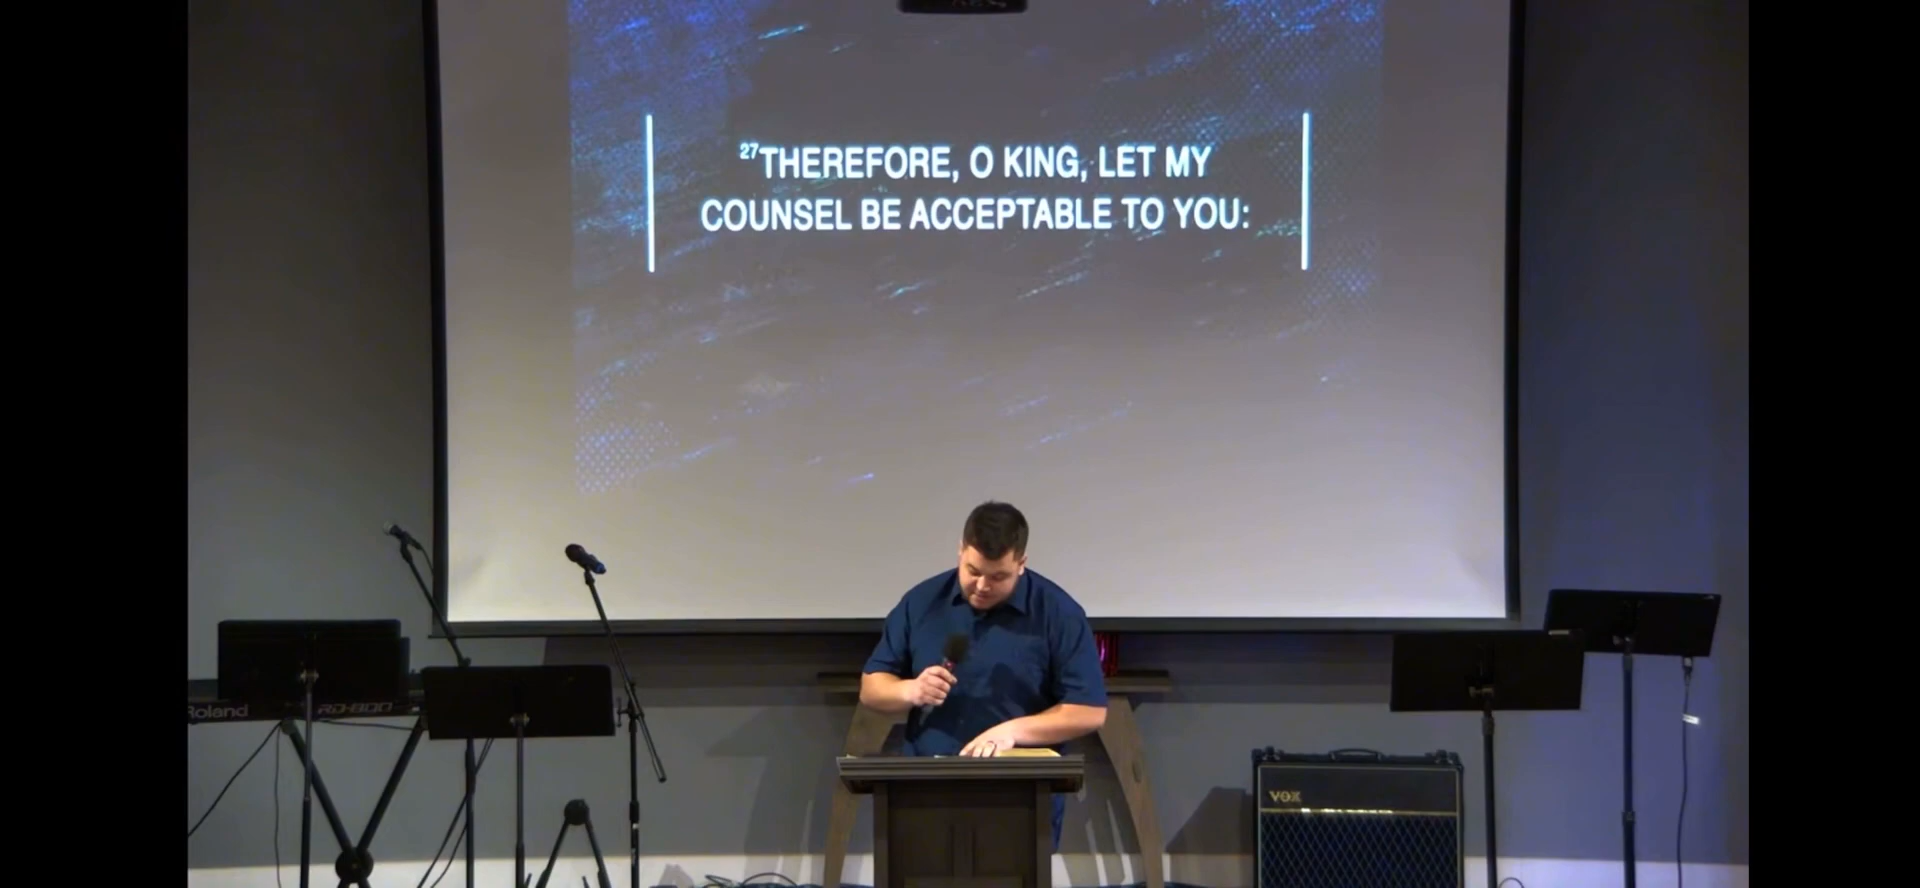 ²⁷THEREFORE, O KING, LET MY
COUNSEL BE ACCEPTABLE TO YOU:
Roland RD-800
VOX